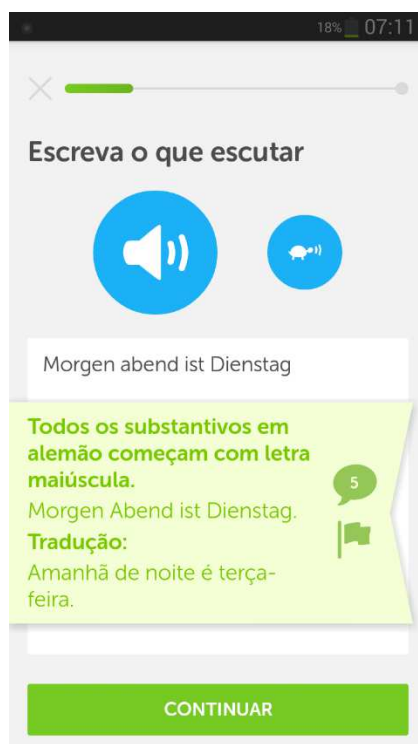 18% 07:11
Escreva o que escutar
Morgen abend ist Dienstag
Todos os substantivos em
alemão começam com letra
maiúscula.
5
Morgen Abend ist Dienstag.
Tradução:
Amanhã de noite é terça-
feira.
CONTINUAR